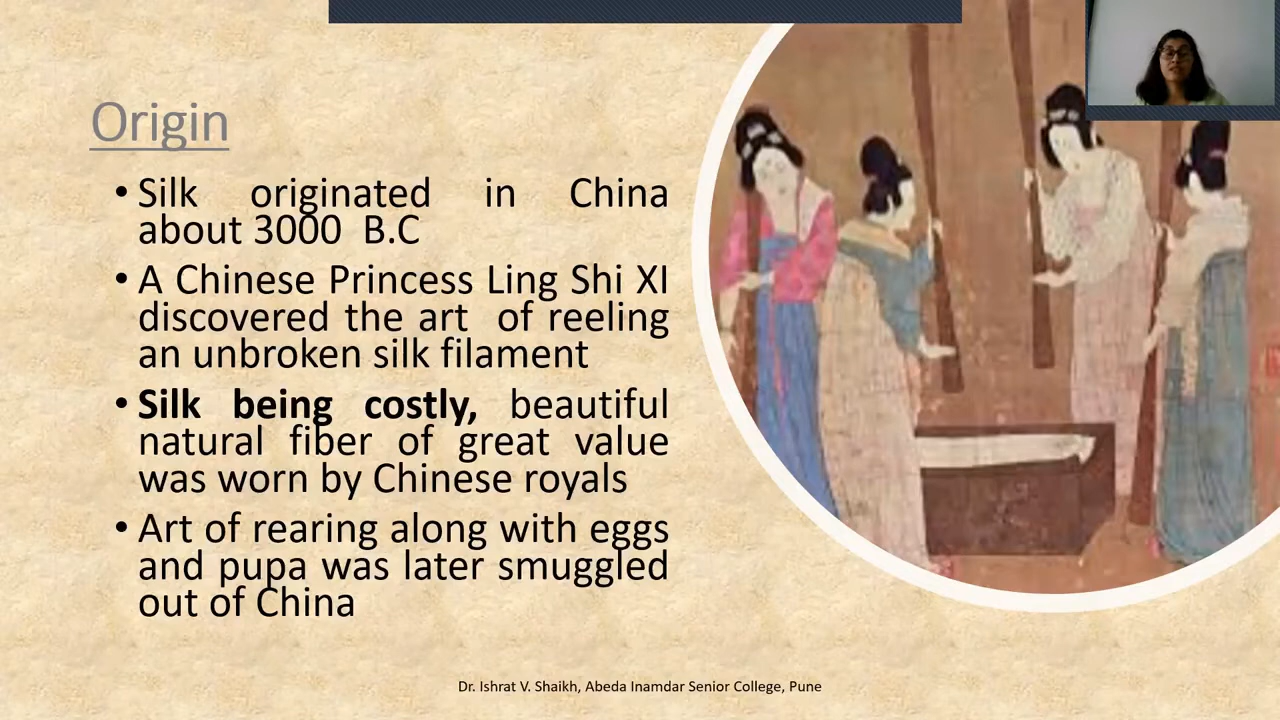 Origin
• Silk originated in China
about 3000 B.C
• A Chinese Princess Ling Shi XI
discovered the art of reeling
an unbroken silk filament
• Silk being costly, beautiful
natural fiber of great value
was worn by Chinese royals
• Art of rearing along with eggs
and pupa was later smuggled
out of China
Dr. Ishrat V. Shaikh, Abeda Inamdar Senior College, Pune